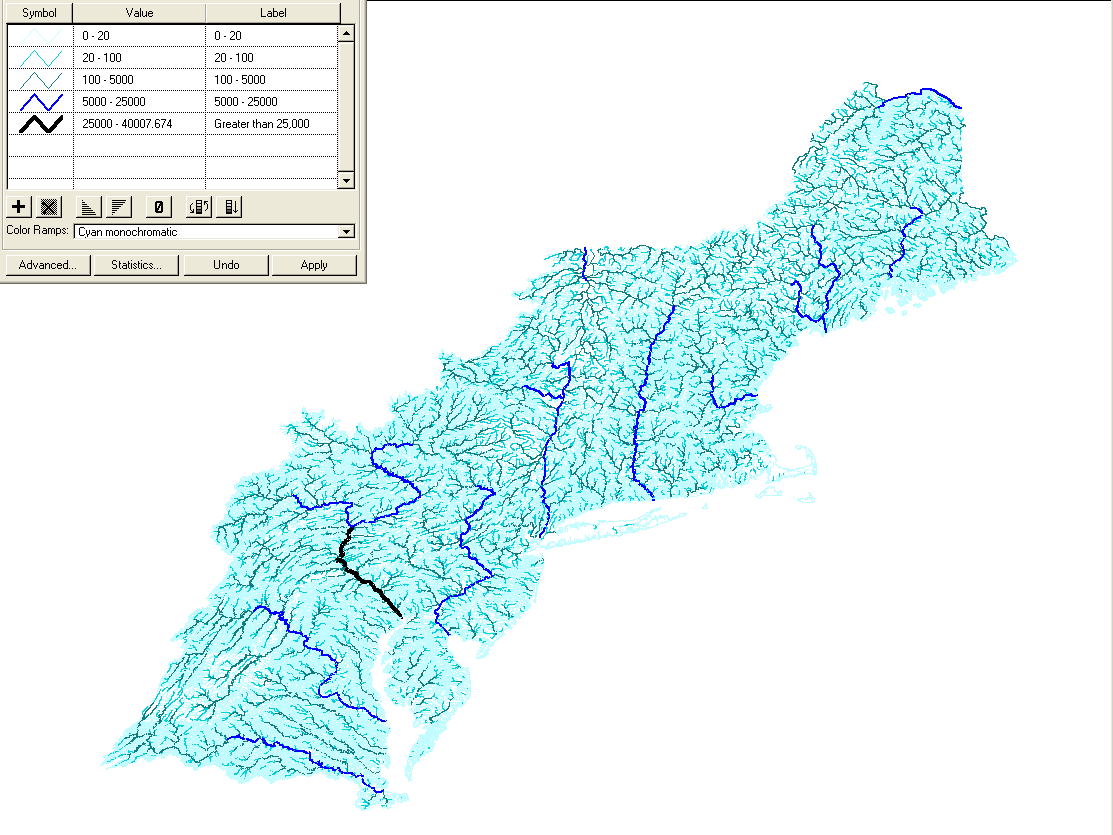 Symbol Value Label
0 - 20 0 - 20
20 - 100 20 - 100
100 - 5000 100 - 5000
5000 - 25000 5000 - 25000
25000 - 40007.674 Greater than 25,000
Color Ramps: Cyan monochromatic
Advanced... Statistics... Undo Apply